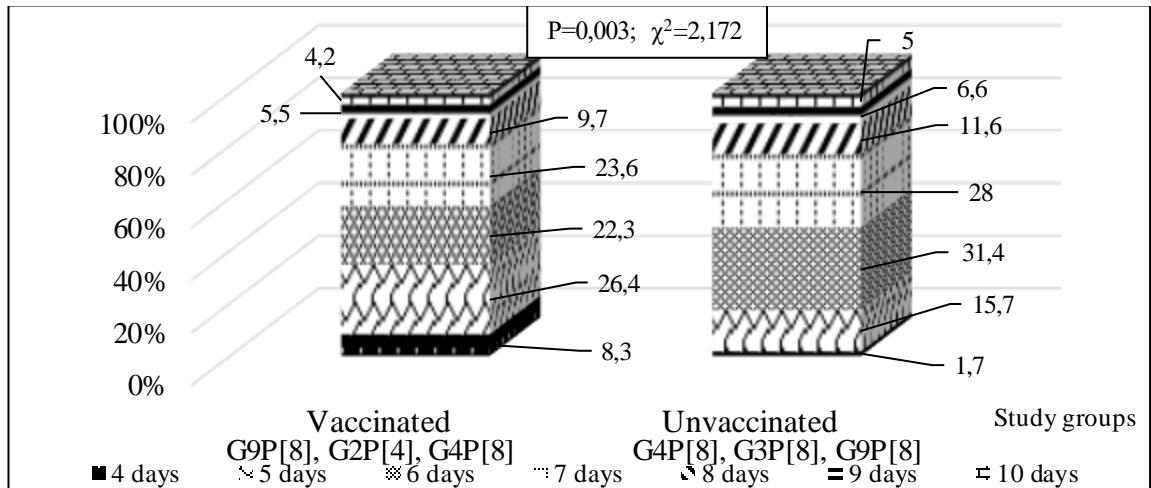 P=0,003; χ²=2,172
100%
80%
60%
40%
20%
0%
4,2
5,5
9,7
23,6
22,3
26,4
8,3
5
6,6
11,6
28
31,4
15,7
1,7
Vaccinated
G9P[8], G2P[4], G4P[8]
Unvaccinated
G4P[8], G3P[8], G9P[8]
Study groups
4 days 5 days 6 days 7 days 8 days 9 days 10 days